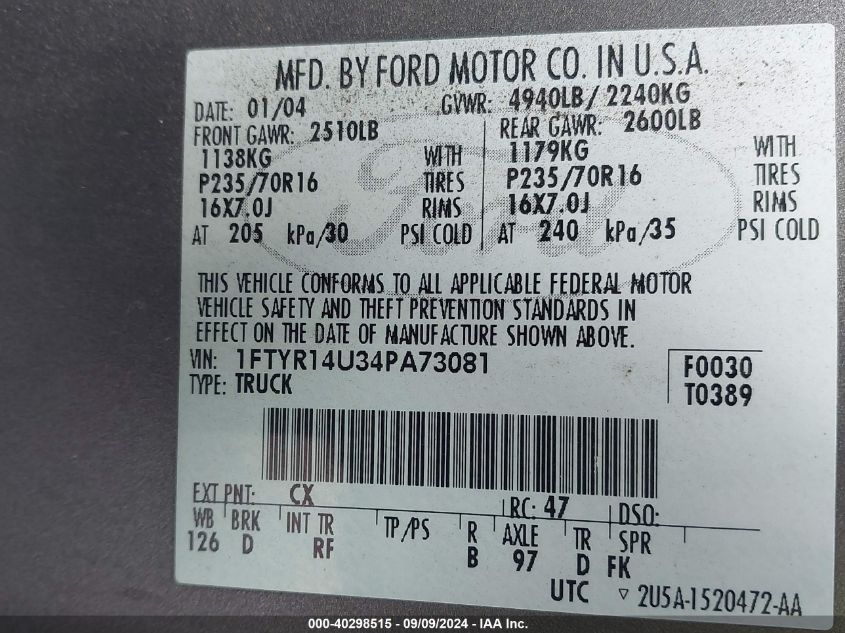 MFD. BY FORD MOTOR CO. IN U.S.A.
DATE: 01/04 GVWR: 4940LB/ 2240KG
FRONT GAWR: 2510LB REAR GAWR: 2600LB
1138KG WITH 1179KG WITH
P235/70R16 TIRES P235/70R16 TIRES
16X7.0J RIMS 16X7.0J RIMS
AT 205 kPa/30 PSI COLD AT 240 kPa/35 PSI COLD
Ford
THIS VEHICLE CONFORMS TO ALL APPLICABLE FEDERAL MOTOR
VEHICLE SAFETY AND THEFT PREVENTION STANDARDS IN
EFFECT ON THE DATE OF MANUFACTURE SHOWN ABOVE.
VIN: 1FTYR14U34PA73081 F0030
TYPE: TRUCK T0389
EXT PNT: CX RC: 47 DSO:
WB BRK INT TR TP/PS R AXLE TR SPR
126 D RF B 97 D FK
UTC ▽ 2U5A-1520472-AA
000-40298515 - 09/09/2024 - IAA Inc.